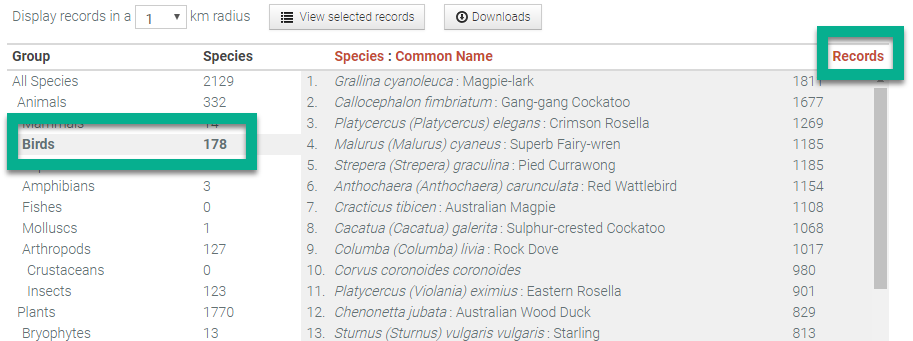 Display records in a 1 km radius View selected records Downloads
Group Species Species : Common Name Records
All Species 2129 1. Grallina cyanoleuca : Magpie-lark 1811
Animals 332 2. Callocephalon fimbriatum : Gang-gang Cockatoo 1677
Mammals 14 3. Platycercus (Platycercus) elegans : Crimson Rosella 1269
Birds 178 4. Malurus (Malurus) cyaneus : Superb Fairy-wren 1185
5. Strepera (Strepera) graculina : Pied Currawong 1185
Amphibians 3 6. Anthochaera (Anthochaera) carunculata : Red Wattlebird 1154
Fishes 0 7. Cracticus tibicen : Australian Magpie 1108
Molluscs 1 8. Cacatua (Cacatua) galerita : Sulphur-crested Cockatoo 1068
Arthropods 127 9. Columba (Columba) livia : Rock Dove 1017
Crustaceans 0 10. Corvus coronoides coronoides 980
Insects 123 11. Platycercus (Violania) eximius : Eastern Rosella 901
Plants 1770 12. Chenonetta jubata : Australian Wood Duck 829
Bryophytes 13 13. Sturnus (Sturnus) vulgaris vulgaris : Starling 813